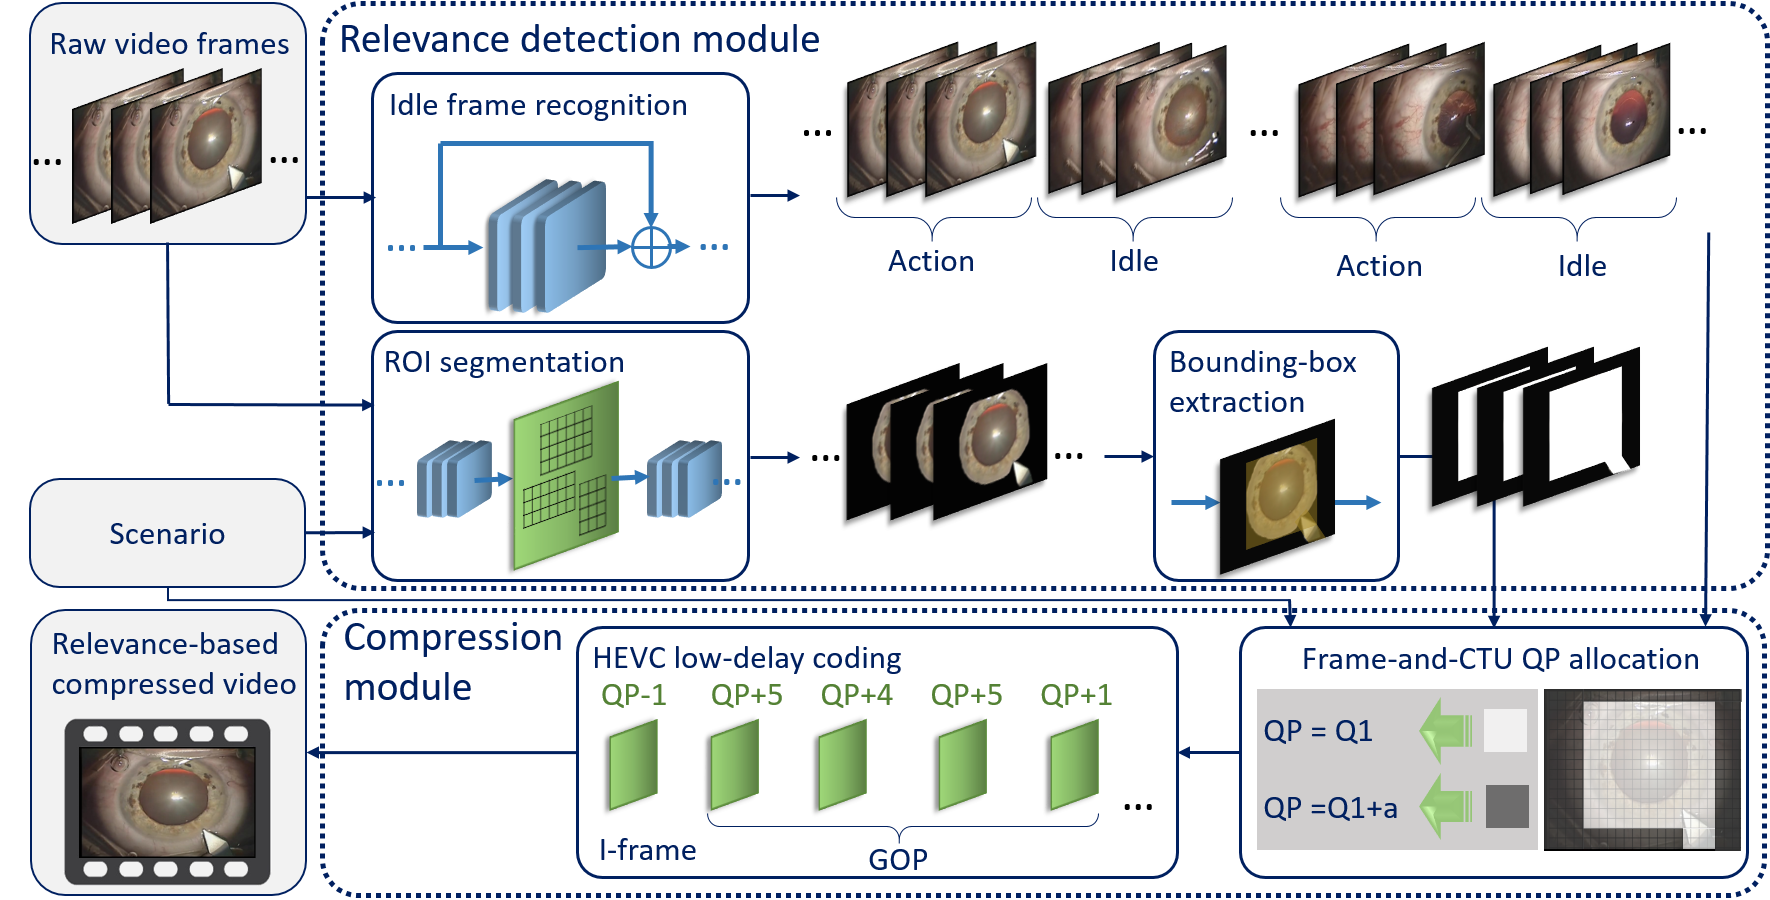 Raw video frames
...
...
Relevance detection module
Idle frame recognition
...
...
...
Action
Idle
...
Action
Idle
...
ROI segmentation
...
...
...
...
Bounding-box
extraction
Scenario
Relevance-based
compressed video
Compression
module
HEVC low-delay coding
QP-1
QP+5
QP+4
QP+5
QP+1
...
I-frame
GOP
Frame-and-CTU QP allocation
QP = Q1
QP =Q1+a